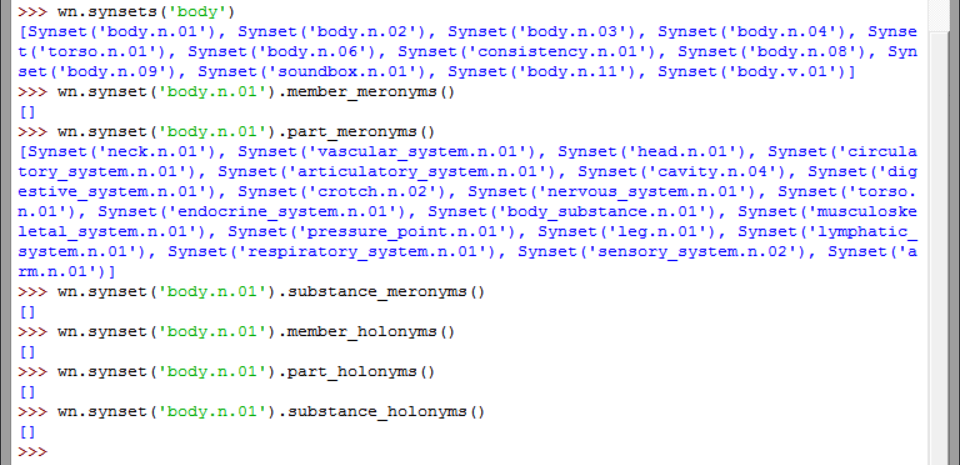 >>> wn.synsets('body')
[Synset('body.n.01'), Synset('body.n.02'), Synset('body.n.03'), Synset('body.n.04'), Synse
t('torso.n.01'), Synset('body.n.06'), Synset('consistency.n.01'), Synset('body.n.08'), Syn
set('body.n.09'), Synset('soundbox.n.01'), Synset('body.n.11'), Synset('body.v.01')]
>>> wn.synset('body.n.01').member_meronyms()
[]
>>> wn.synset('body.n.01').part_meronyms()
[Synset('neck.n.01'), Synset('vascular_system.n.01'), Synset('head.n.01'), Synset('circula
tory_system.n.01'), Synset('articulatory_system.n.01'), Synset('cavity.n.04'), Synset('dig
estive_system.n.01'), Synset('crotch.n.02'), Synset('nervous_system.n.01'), Synset('torso.
n.01'), Synset('endocrine_system.n.01'), Synset('body_substance.n.01'), Synset('musculoske
letal_system.n.01'), Synset('pressure_point.n.01'), Synset('leg.n.01'), Synset('lymphatic_
system.n.01'), Synset('respiratory_system.n.01'), Synset('sensory_system.n.02'), Synset('a
rm.n.01')]
>>> wn.synset('body.n.01').substance_meronyms()
[]
>>> wn.synset('body.n.01').member_holonyms()
[]
>>> wn.synset('body.n.01').part_holonyms()
[]
>>> wn.synset('body.n.01').substance_holonyms()
[]
>>>